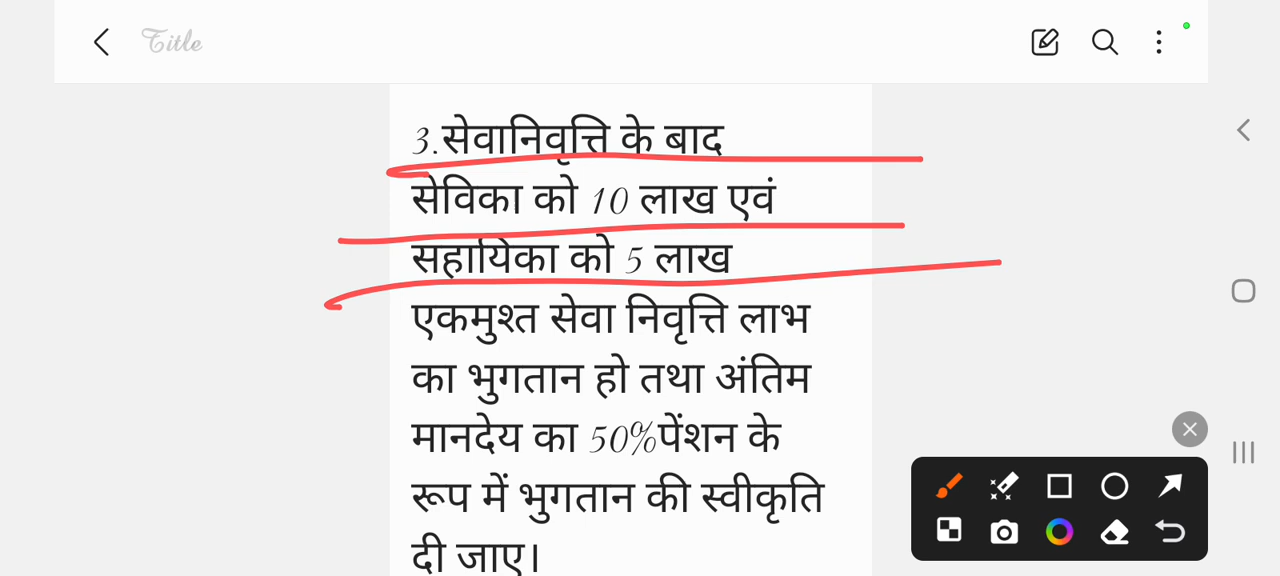 Title
3.सेवानिवृत्ति के बाद
सेविका को 10 लाख एवं
सहायिका को 5 लाख
एकमुश्त सेवा निवृत्ति लाभ
का भुगतान हो तथा अंतिम
मानदेय का 50%पेंशन के
रूप में भुगतान की स्वीकृति
दी जाए।